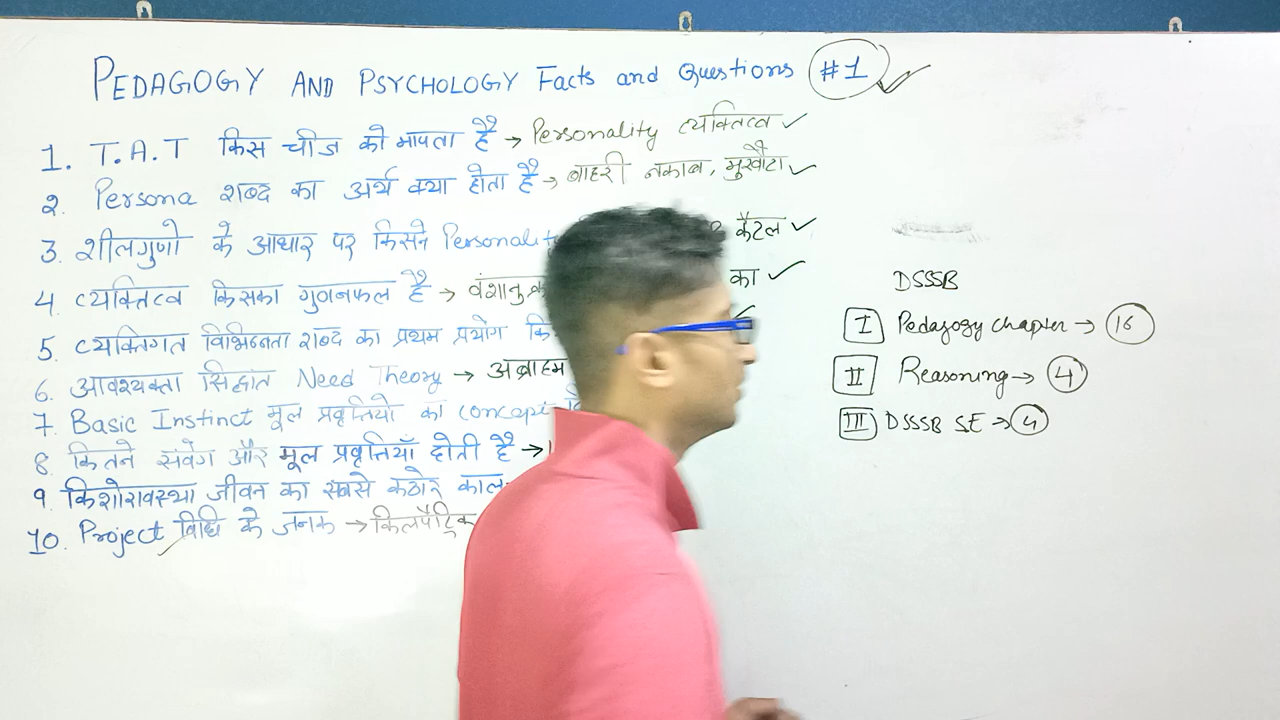 PEDAGOGY AND PSYCHOLOGY Facts and Questions #1
1. T.A.T किस चीज को मापता है → Personality व्यक्तित्व
2. Persona शब्द का अर्थ क्या होता है → बाहरी नकाब, मुखौटा
3. शीलगुणो के आधार पर किसने Personalit कैटल
4. व्यक्तित्व किसका गुणनफल है → वंशानुक्र का
5. व्यक्तिगत विभिन्नता शब्द का प्रथम प्रयोग कि
6. आवश्यक्ता सिद्धांत Need Theory → अब्राहम
7. Basic Instinct मूल प्रवृत्तियो का concept
8. कितने संवेग और मूल प्रवृत्तियाँ होती है →
9. किशोरावस्था जीवन का सबसे कठोर काल
10. Project विधि के जनक → किलपैट्रिक
DSSSB
I Pedagogy chapter → 16
II Reasoning → 4
III DSSSB SE → 4